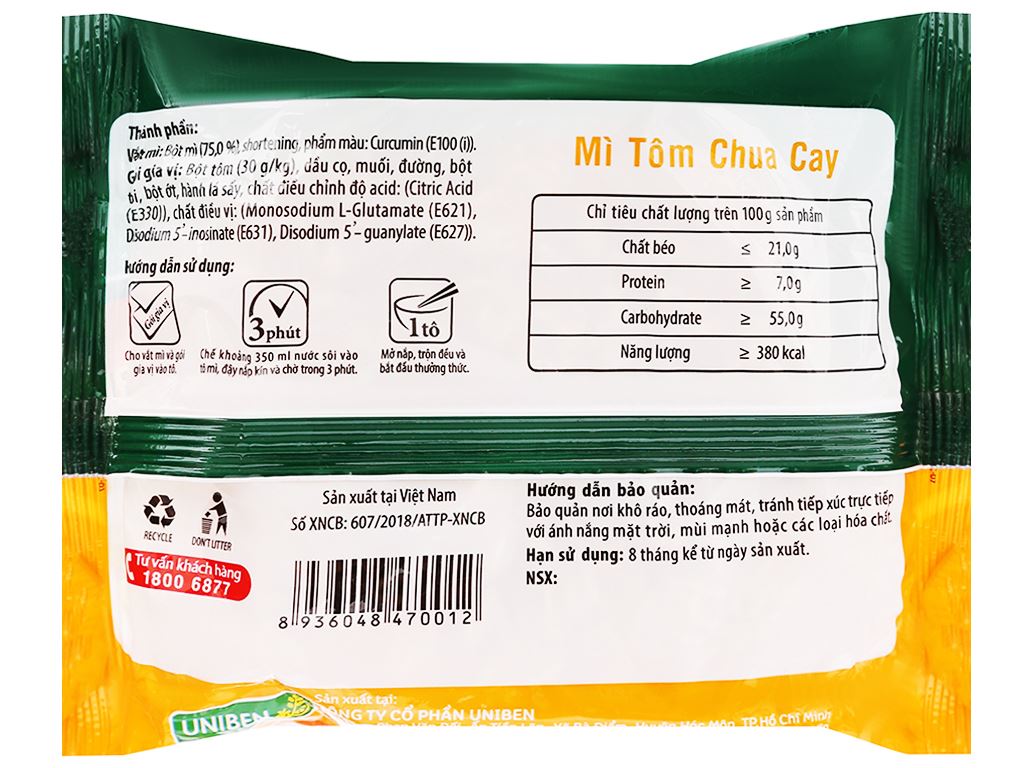 Thành phần:
Vắt mì: Bột mì (75,0 %), shortening, phẩm màu: Curcumin (E100 (i)).
Gói gia vị: Bột tôm (30 g/kg), dầu cọ, muối, đường, bột
tỏi, bột ớt, hành lá sấy, chất điều chỉnh độ acid: (Citric Acid
(E330)), chất điều vị: (Monosodium L-Glutamate (E621),
Disodium 5’-inosinate (E631), Disodium 5’-guanylate (E627)).
Hướng dẫn sử dụng:
Gói gia vị
3 phút
1 tô
Cho vắt mì và gói
gia vị vào tô.
Chế khoảng 350 ml nước sôi vào
tô mì, đậy nắp kín và chờ trong 3 phút.
Mở nắp, trộn đều và
bắt đầu thưởng thức.
Mì Tôm Chua Cay
Chỉ tiêu chất lượng trên 100g sản phẩm
Chất béo ≤ 21,0g
Protein ≥ 7,0g
Carbohydrate ≥ 55,0g
Năng lượng ≥ 380 kcal
RECYCLE
DON'T LITTER
Tư vấn khách hàng
1800 6877
Sản xuất tại Việt Nam
Số XNCB: 607/2018/ATTP-XNCB
8 936048 470012
Hướng dẫn bảo quản:
Bảo quản nơi khô ráo, thoáng mát, tránh tiếp xúc trực tiếp
với ánh nắng mặt trời, mùi mạnh hoặc các loại hóa chất.
Hạn sử dụng: 8 tháng kể từ ngày sản xuất.
NSX:
UNIBEN
Sản xuất tại:
CÔNG TY CỔ PHẦN UNIBEN
Xã Bà Điểm, Huyện Hóc Môn, TP Hồ Chí Minh